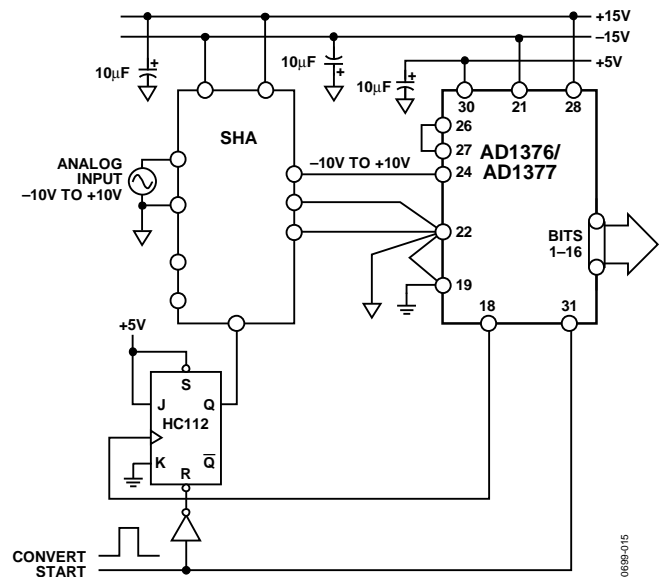 +15V
–15V
+5V
10µF
+
10µF
+
10µF
+
30
21
28
SHA
26
27
AD1376/
AD1377
ANALOG
INPUT
–10V TO +10V
–10V TO +10V
24
22
BITS
1–16
19
18
31
+5V
S
J
Q
HC112
K
Q
R
CONVERT
START
0699-015